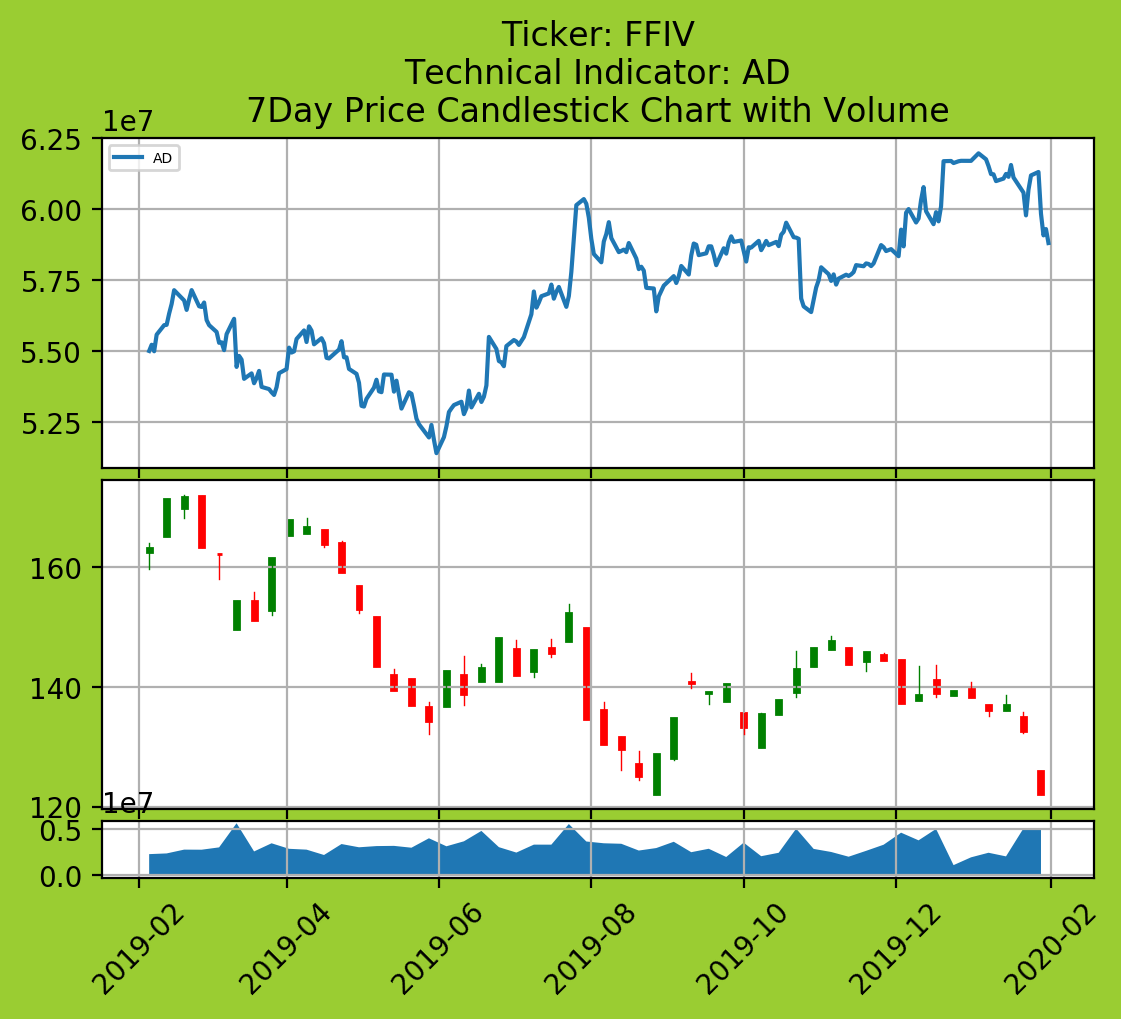 Ticker: FFIV
Technical Indicator: AD
7Day Price Candlestick Chart with Volume
1e7
6.25
AD
6.00
5.75
5.50
5.25
160
140
120
1e7
0.5
0.0
2019-02
2019-04
2019-06
2019-08
2019-10
2019-12
2020-02